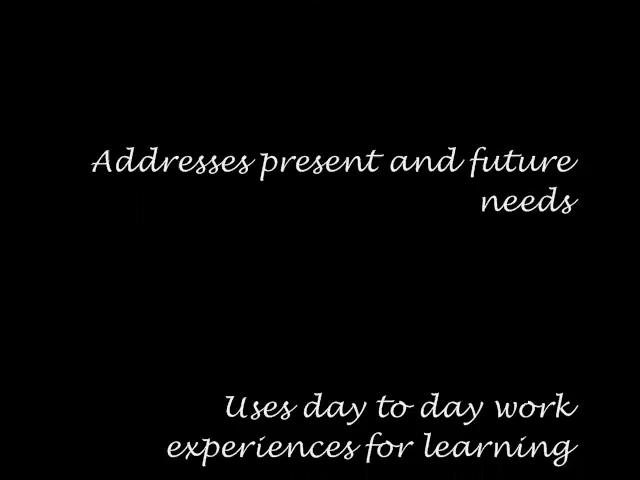 Addresses present and future
needs
Uses day to day work
experiences for learning